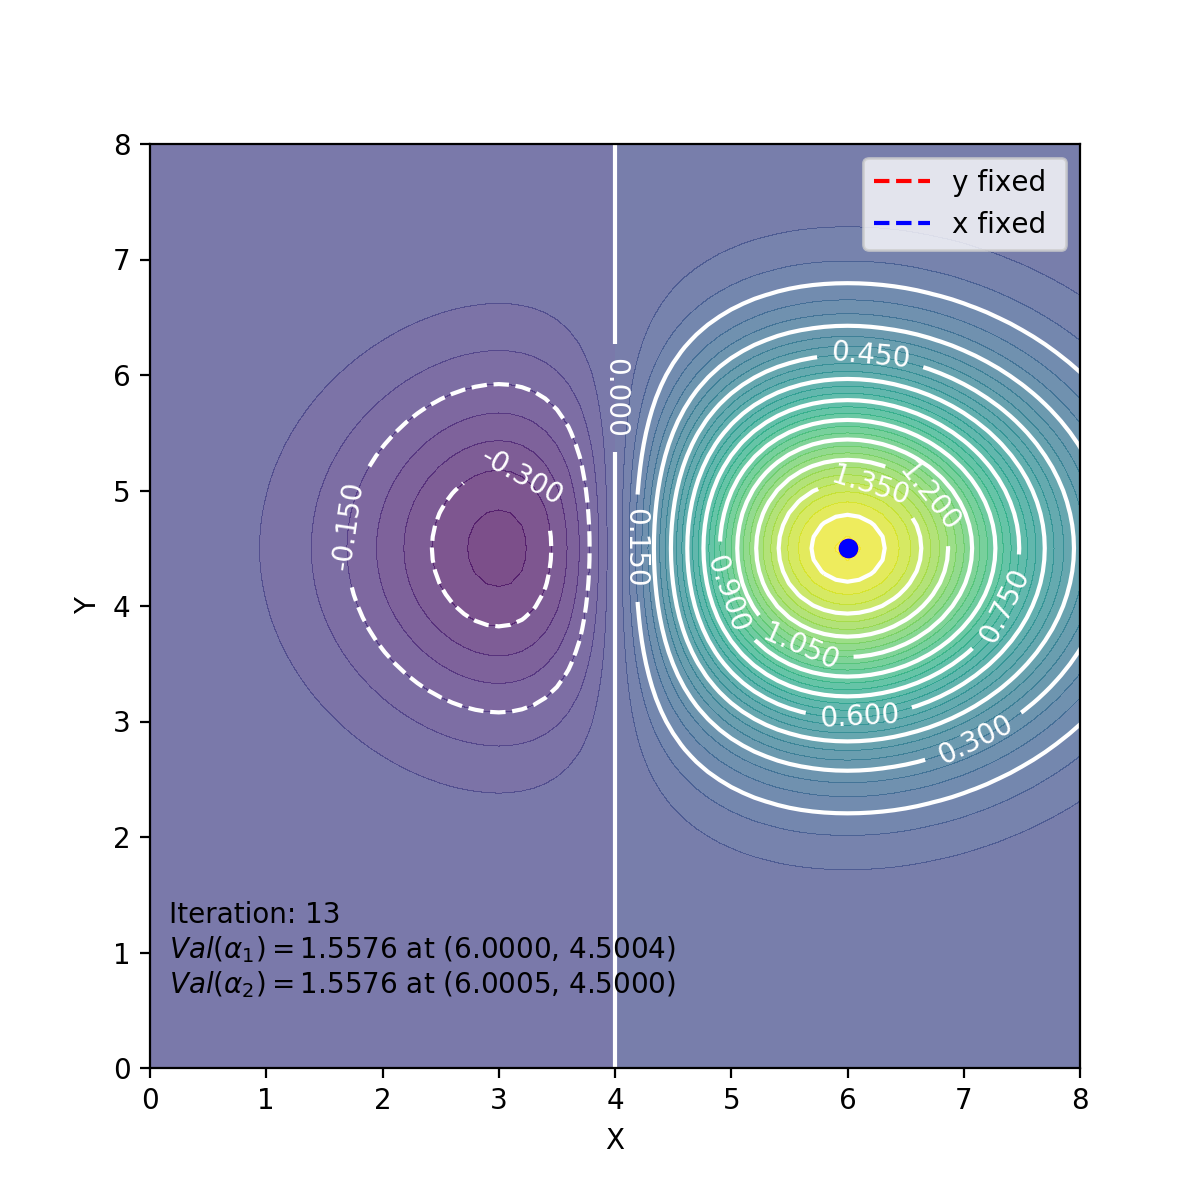 8
7
6
5
4
3
2
1
0
Y
0 1 2 3 4 5 6 7 8
X
y fixed
x fixed
0.450
0.000
-0.300
1.350
1.200
-0.150
0.150
0.900
0.750
1.050
0.600
0.300
Iteration: 13
Val(α₁) = 1.5576 at (6.0000, 4.5004)
Val(α₂) = 1.5576 at (6.0005, 4.5000)